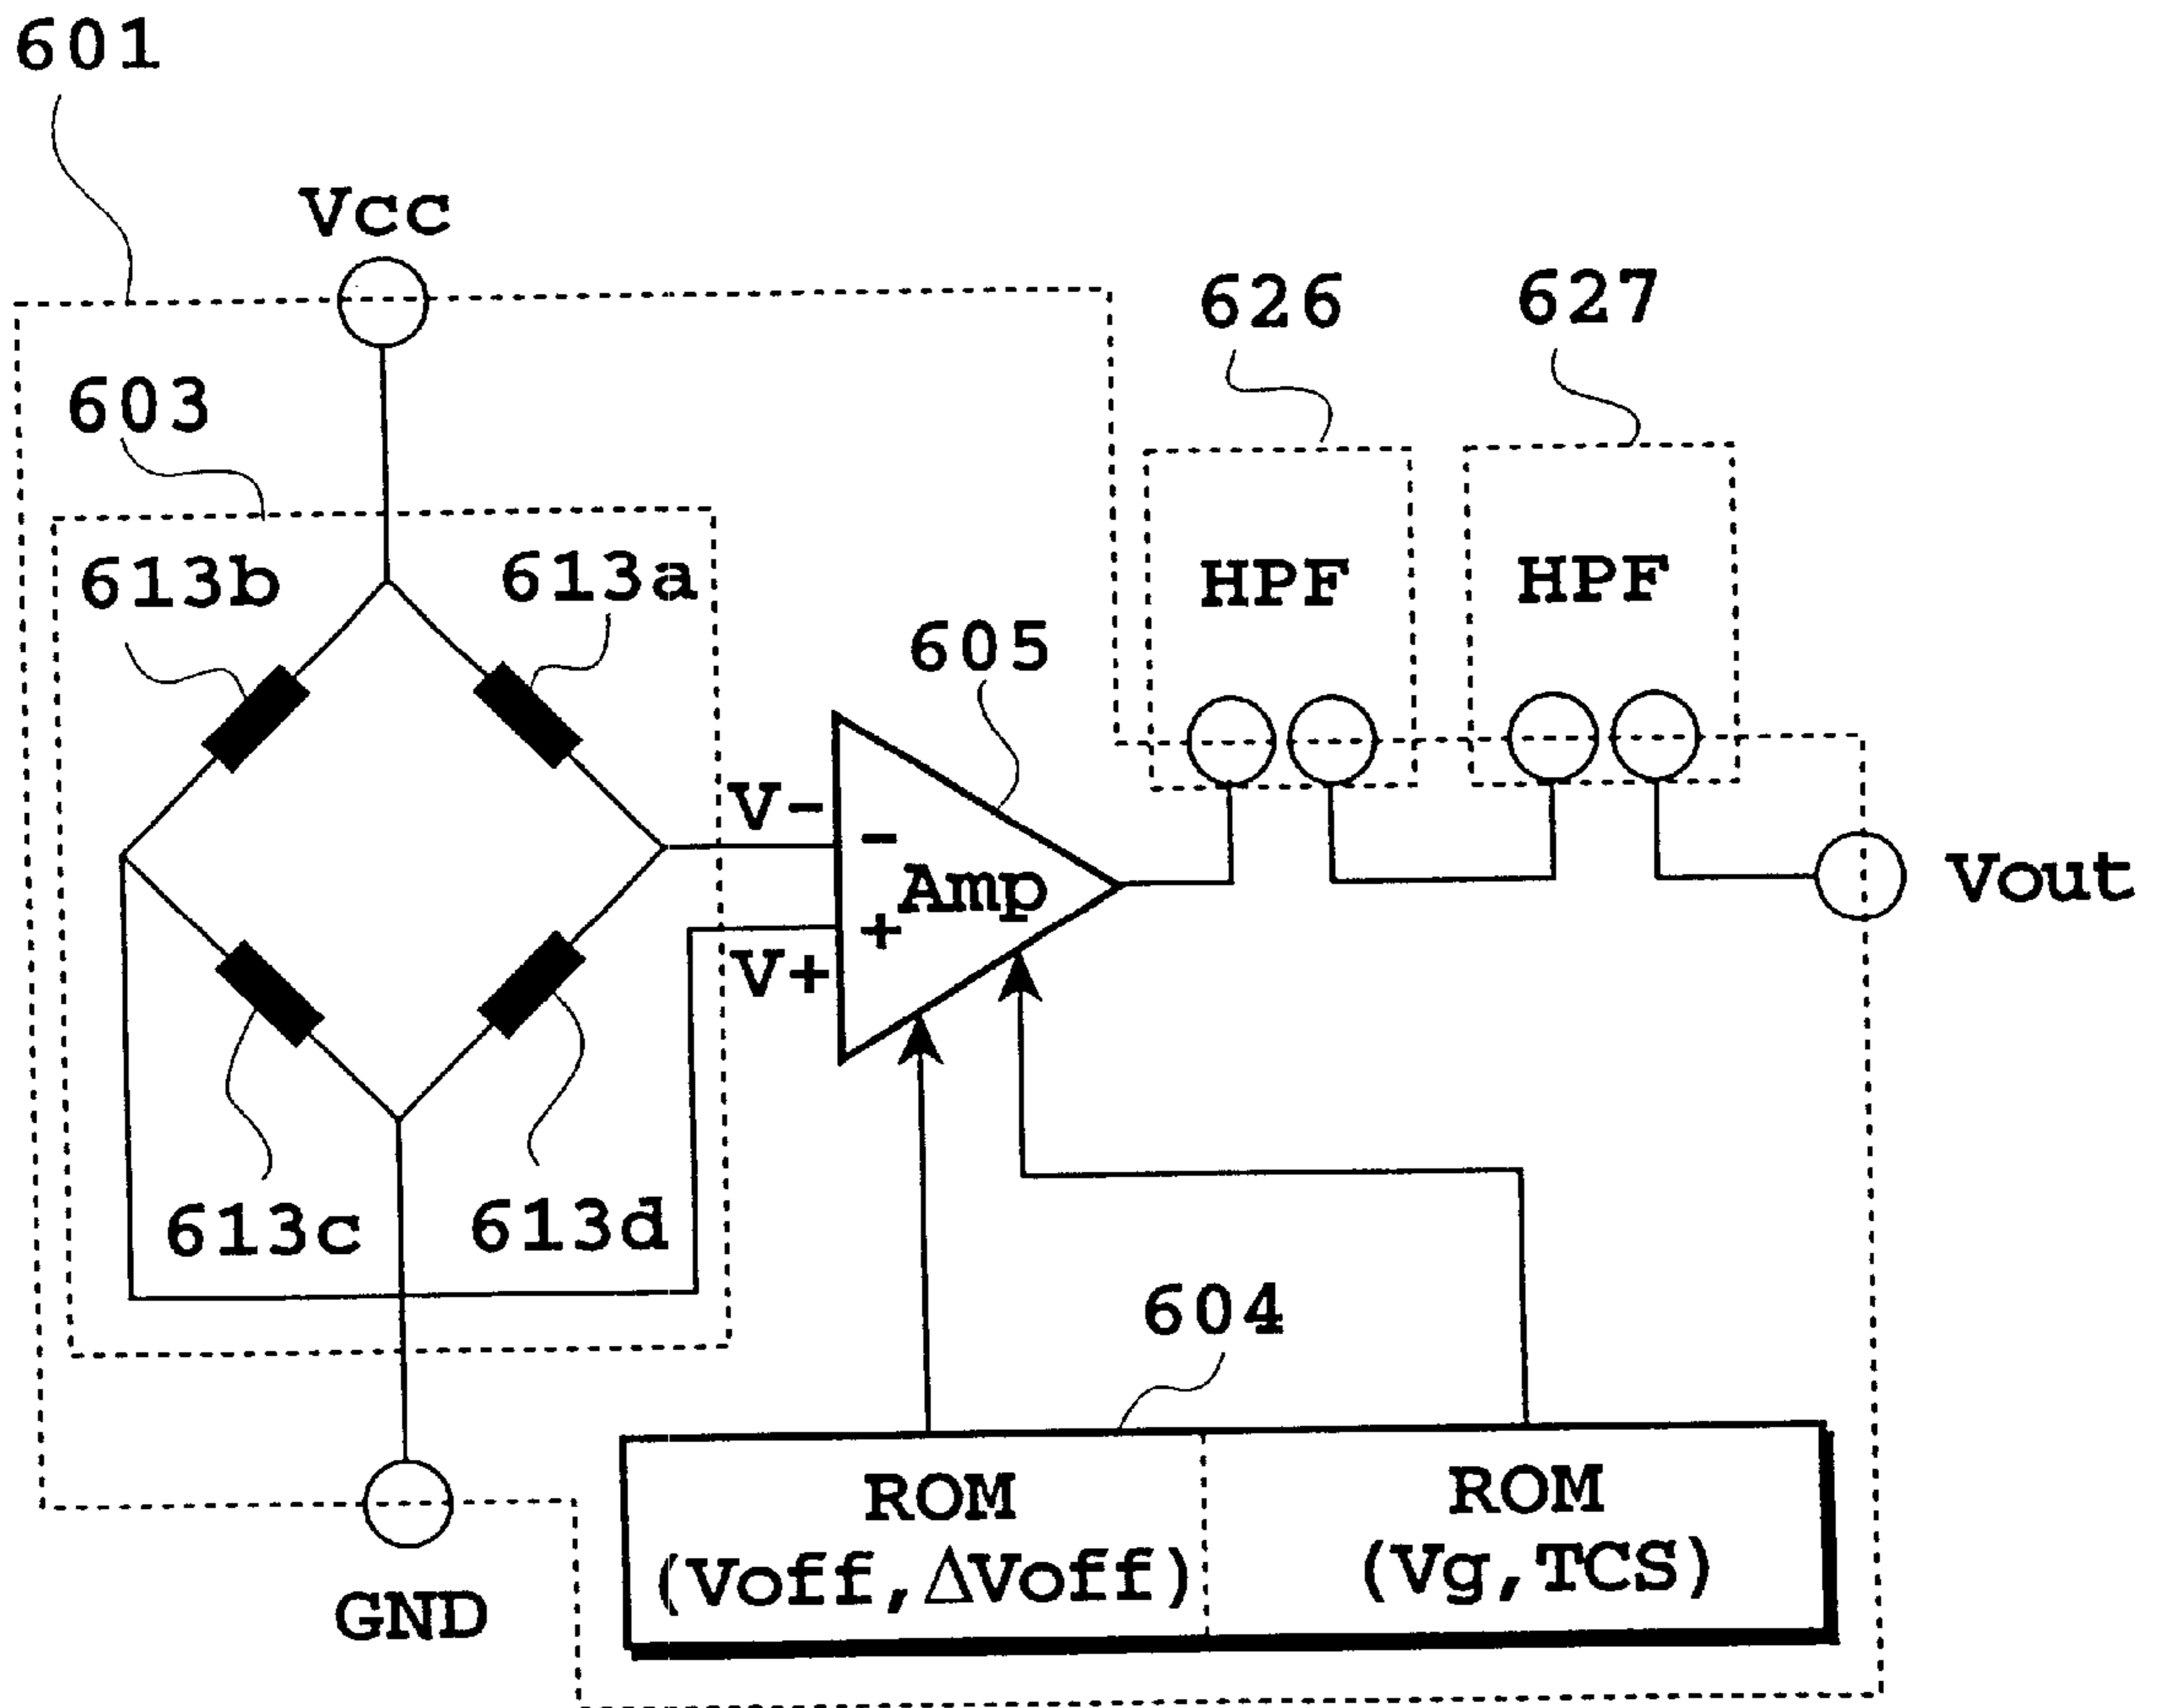 601
Vcc
626
627
603
613b
613a
HPF
HPF
605
V-
-
Amp
+
V+
Vout
613c
613d
604
ROM
(Voff,ΔVoff)
ROM
(Vg,TCS)
GND